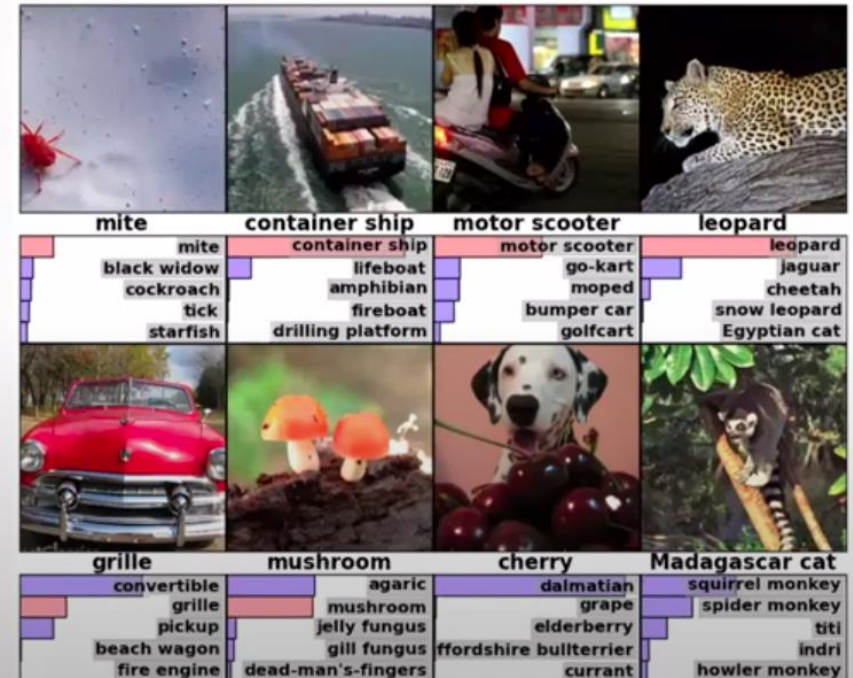 mite
container ship
motor scooter
leopard
mite
black widow
cockroach
tick
starfish
container ship
lifeboat
amphibian
fireboat
drilling platform
motor scooter
go-kart
moped
bumper car
golfcart
leopard
jaguar
cheetah
snow leopard
Egyptian cat
grille
mushroom
cherry
Madagascar cat
convertible
grille
pickup
beach wagon
fire engine
agaric
mushroom
jelly fungus
gill fungus
dead-man's-fingers
dalmatian
grape
elderberry
ffordshire bullterrier
currant
squirrel monkey
spider monkey
titi
indri
howler monkey